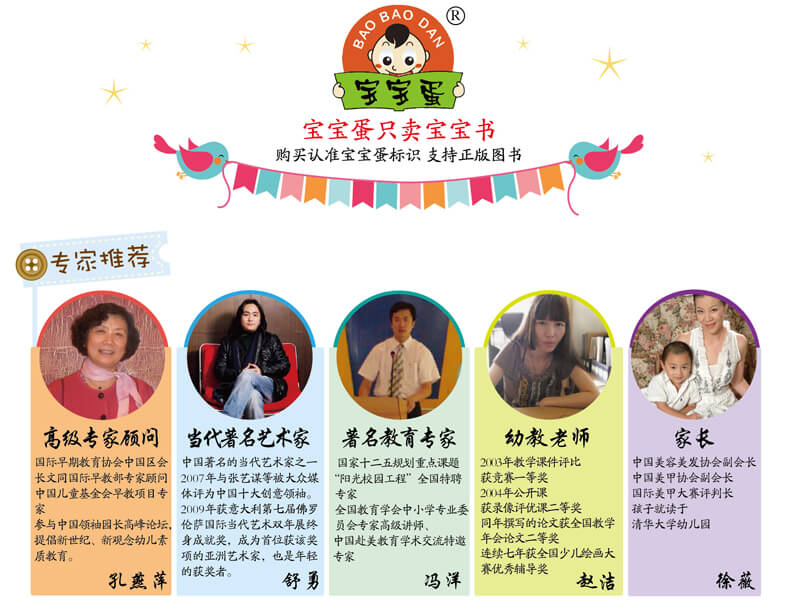 BAO BAO DAN
®
宝宝蛋
宝宝蛋只卖宝宝书
购买认准宝宝蛋标识 支持正版图书
专家推荐
高级专家顾问
国际早期教育协会中国区会
长文同国际早教部专家顾问
中国儿童基金会早教项目专
家
参与中国领袖园长高峰论坛,
提倡新世纪、新观念幼儿素
质教育。
孔燕萍
当代著名艺术家
中国著名的当代艺术家之一
2007年与张艺谋等被大众媒
体评为中国十大创意领袖。
2009年获意大利第七届佛罗
伦萨国际当代艺术双年展终
身成就奖,成为首位获该奖
项的亚洲艺术家,也是年轻
的获奖者。
舒勇
著名教育专家
国家十二五规划重点课题
“阳光校园工程”全国特聘
专家
全国教育学会中小学专业委
员会专家高级讲师、
中国赴美教育学术交流特邀
专家
冯洋
幼教老师
2003年教学课件评比
获竞赛一等奖
2004年公开课
获录像评优课二等奖
同年撰写的论文获全国教学
年会论文二等奖
连续七年获全国少儿绘画大
赛优秀辅导奖
赵洁
家长
中国美容美发协会副会长
中国美甲协会副会长
国际美甲大赛评判长
孩子就读于
清华大学幼儿园
徐薇